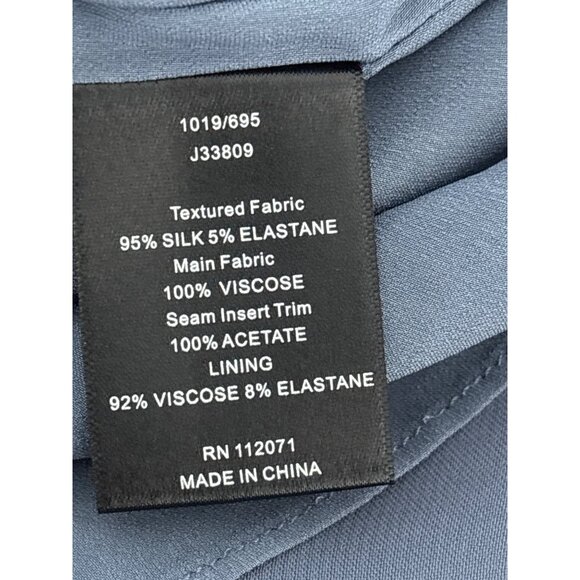 1019/695
J33809
Textured Fabric
95% SILK 5% ELASTANE
Main Fabric
100% VISCOSE
Seam Insert Trim
100% ACETATE
LINING
92% VISCOSE 8% ELASTANE
RN 112071
MADE IN CHINA